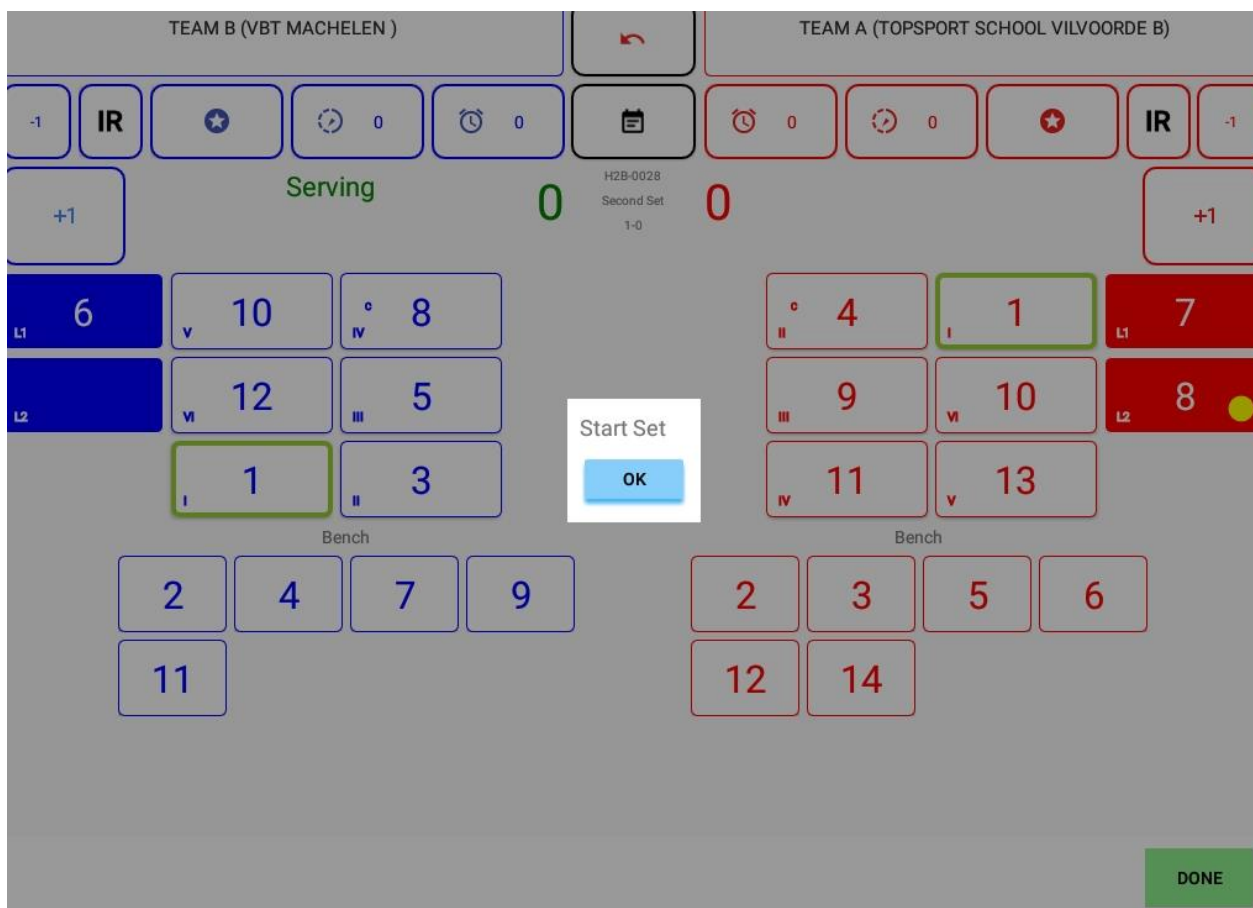 TEAM B (VBT MACHELEN )
TEAM A (TOPSPORT SCHOOL VILVOORDE B)
-1 IR 0 0 0 0 IR -1
+1 Serving 0 H2B-0028 0 +1
Second Set
1-0
L1 6 V 10 C IV 8 C II 4 I 1 L1 7
L2 VI 12 III 5 III 9 VI 10 L2 8
Start Set
OK
I 1 II 3 IV 11 V 13
Bench Bench
2 4 7 9 2 3 5 6
11 12 14
DONE